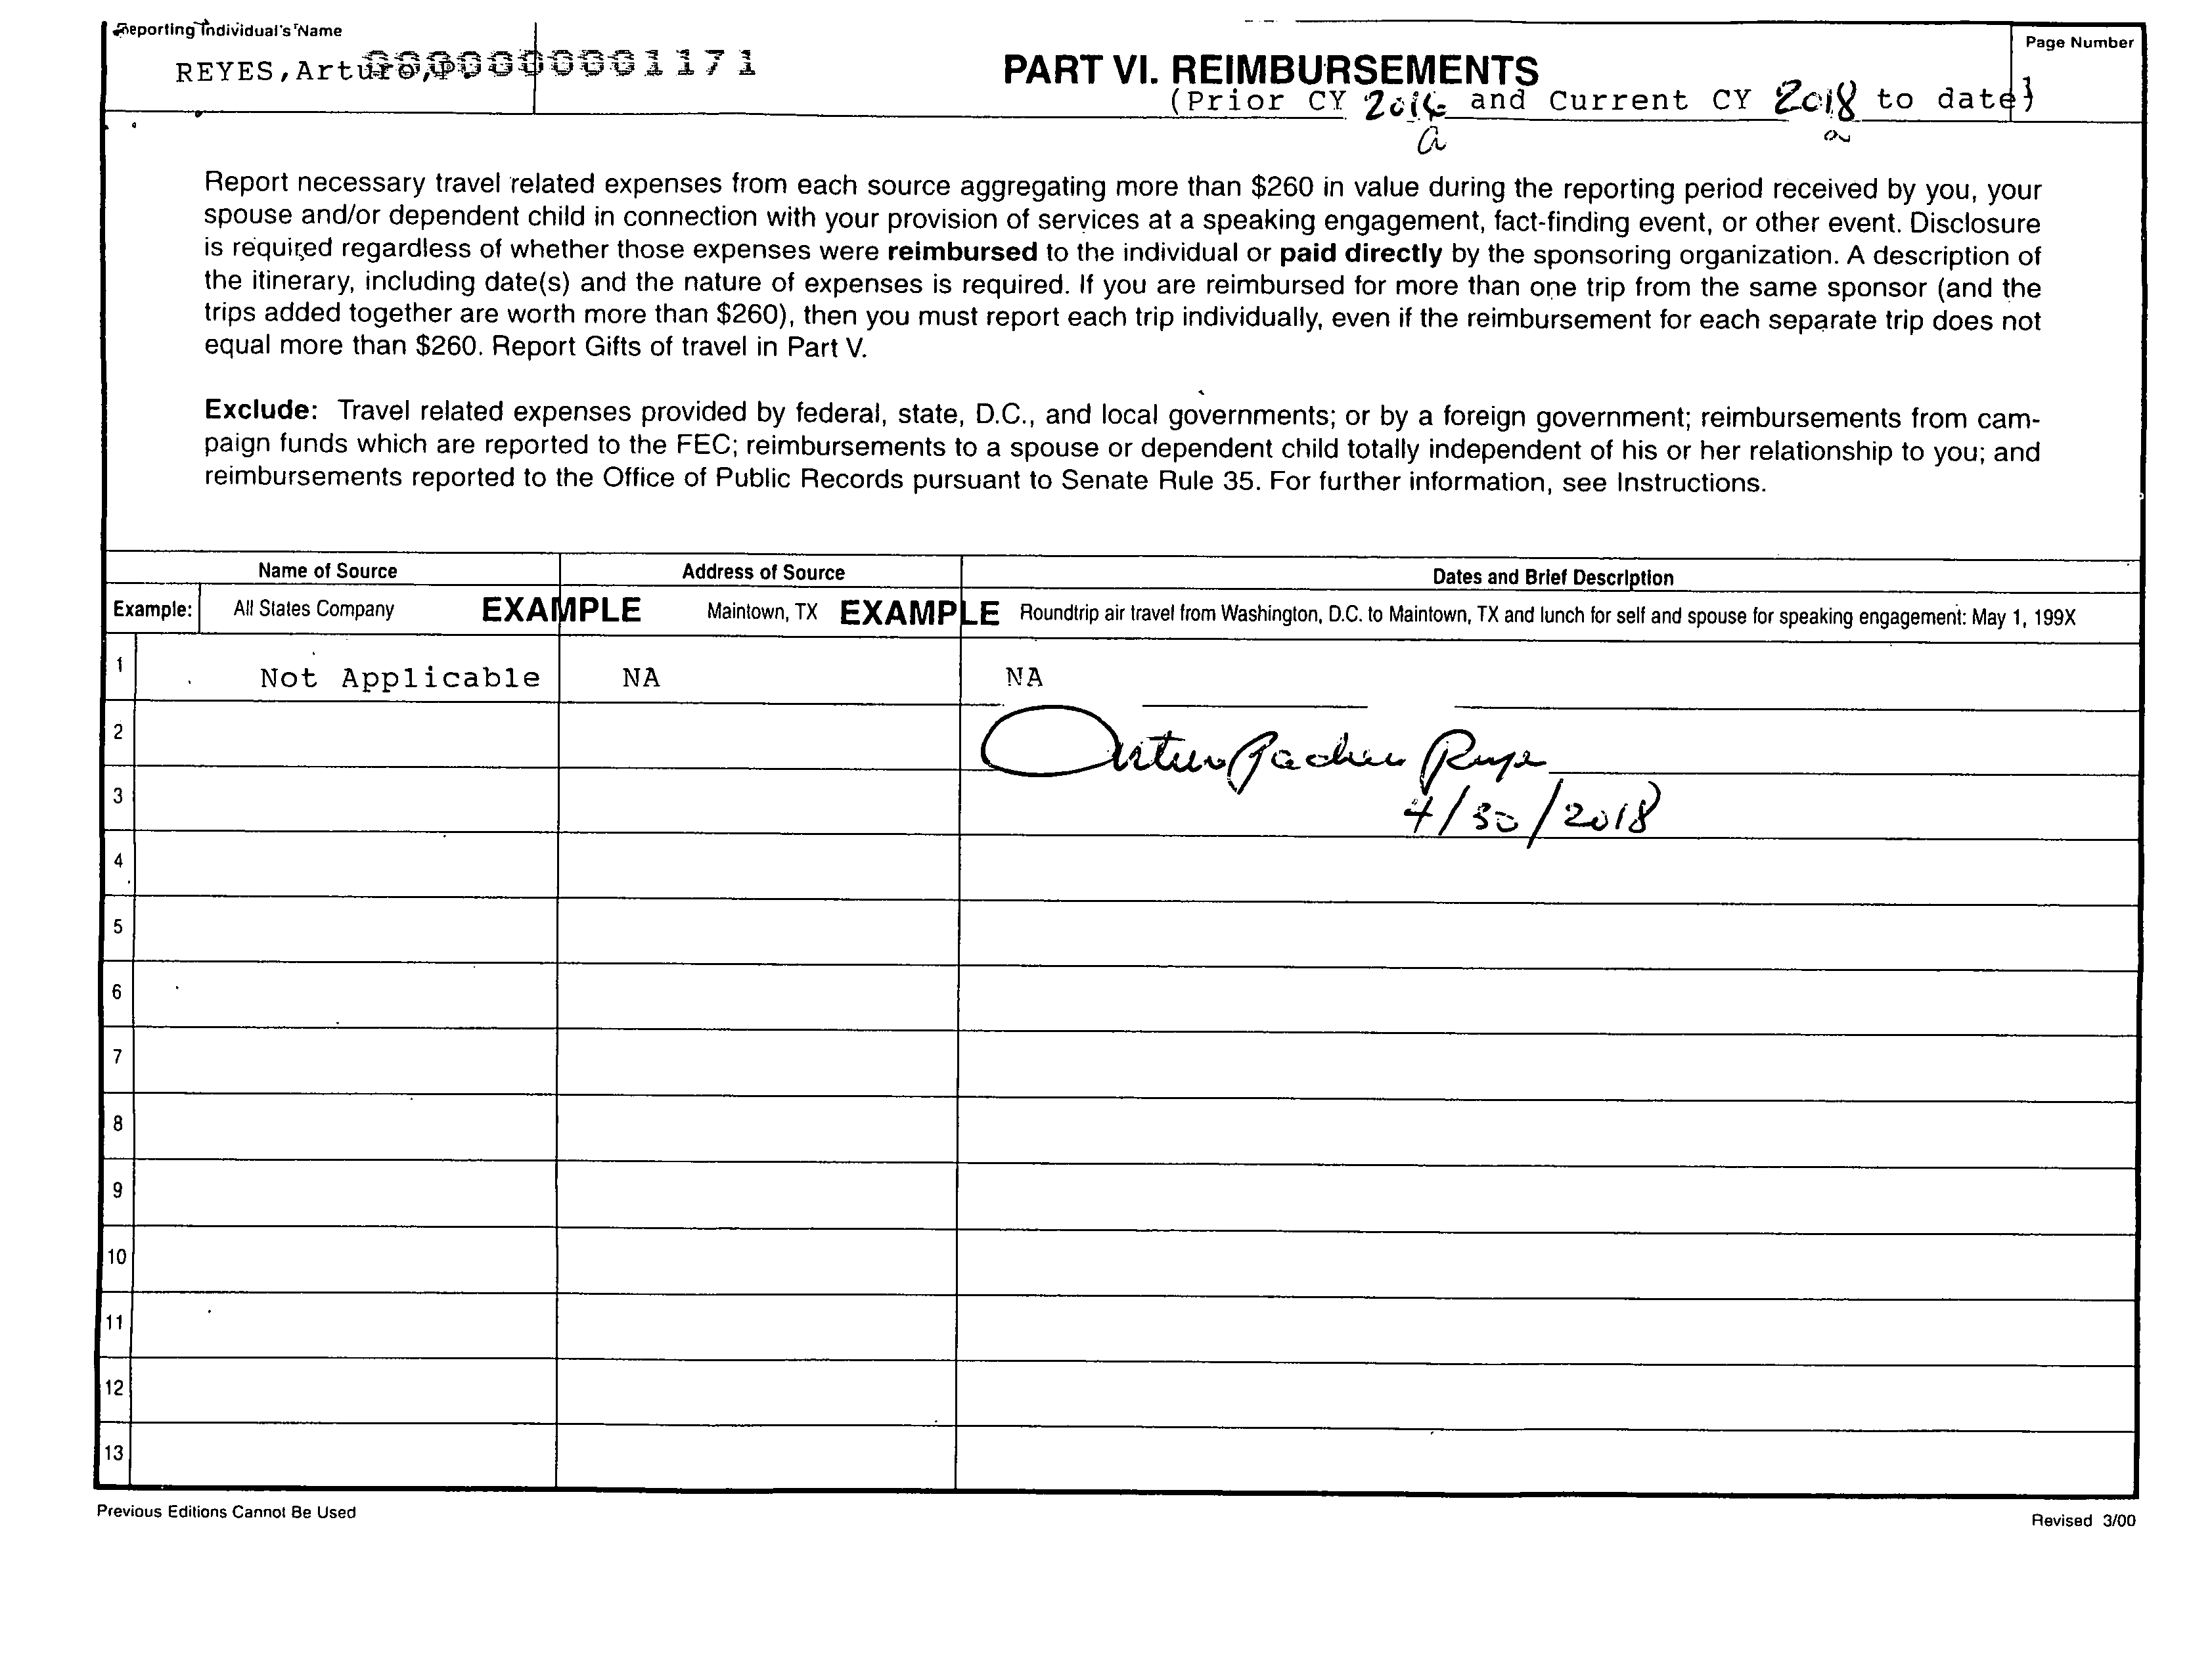 Reporting Individual's Name
REYES, Arturo,
000000001171
PART VI. REIMBURSEMENTS
(Prior CY and Current CY 2018 to date)
a
a
Page Number
Report necessary travel related expenses from each source aggregating more than $260 in value during the reporting period received by you, your
spouse and/or dependent child in connection with your provision of services at a speaking engagement, fact-finding event, or other event. Disclosure
is required regardless of whether those expenses were reimbursed to the individual or paid directly by the sponsoring organization. A description of
the itinerary, including date(s) and the nature of expenses is required. If you are reimbursed for more than one trip from the same sponsor (and the
trips added together are worth more than $260), then you must report each trip individually, even if the reimbursement for each separate trip does not
equal more than $260. Report Gifts of travel in Part V.
Exclude: Travel related expenses provided by federal, state, D.C., and local governments; or by a foreign government; reimbursements from cam-
paign funds which are reported to the FEC; reimbursements to a spouse or dependent child totally independent of his or her relationship to you; and
reimbursements reported to the Office of Public Records pursuant to Senate Rule 35. For further information, see Instructions.
Name of Source Address of Source Dates and Brief Description
Example: All States Company EXAMPLE Maintown, TX EXAMPLE Roundtrip air travel from Washington, D.C. to Maintown, TX and lunch for self and spouse for speaking engagement: May 1, 199X
1 Not Applicable NA NA
2 Arturo
3 4/30/2018
4
5
6
7
8
9
10
11
12
13
Previous Editions Cannot Be Used
Revised 3/00